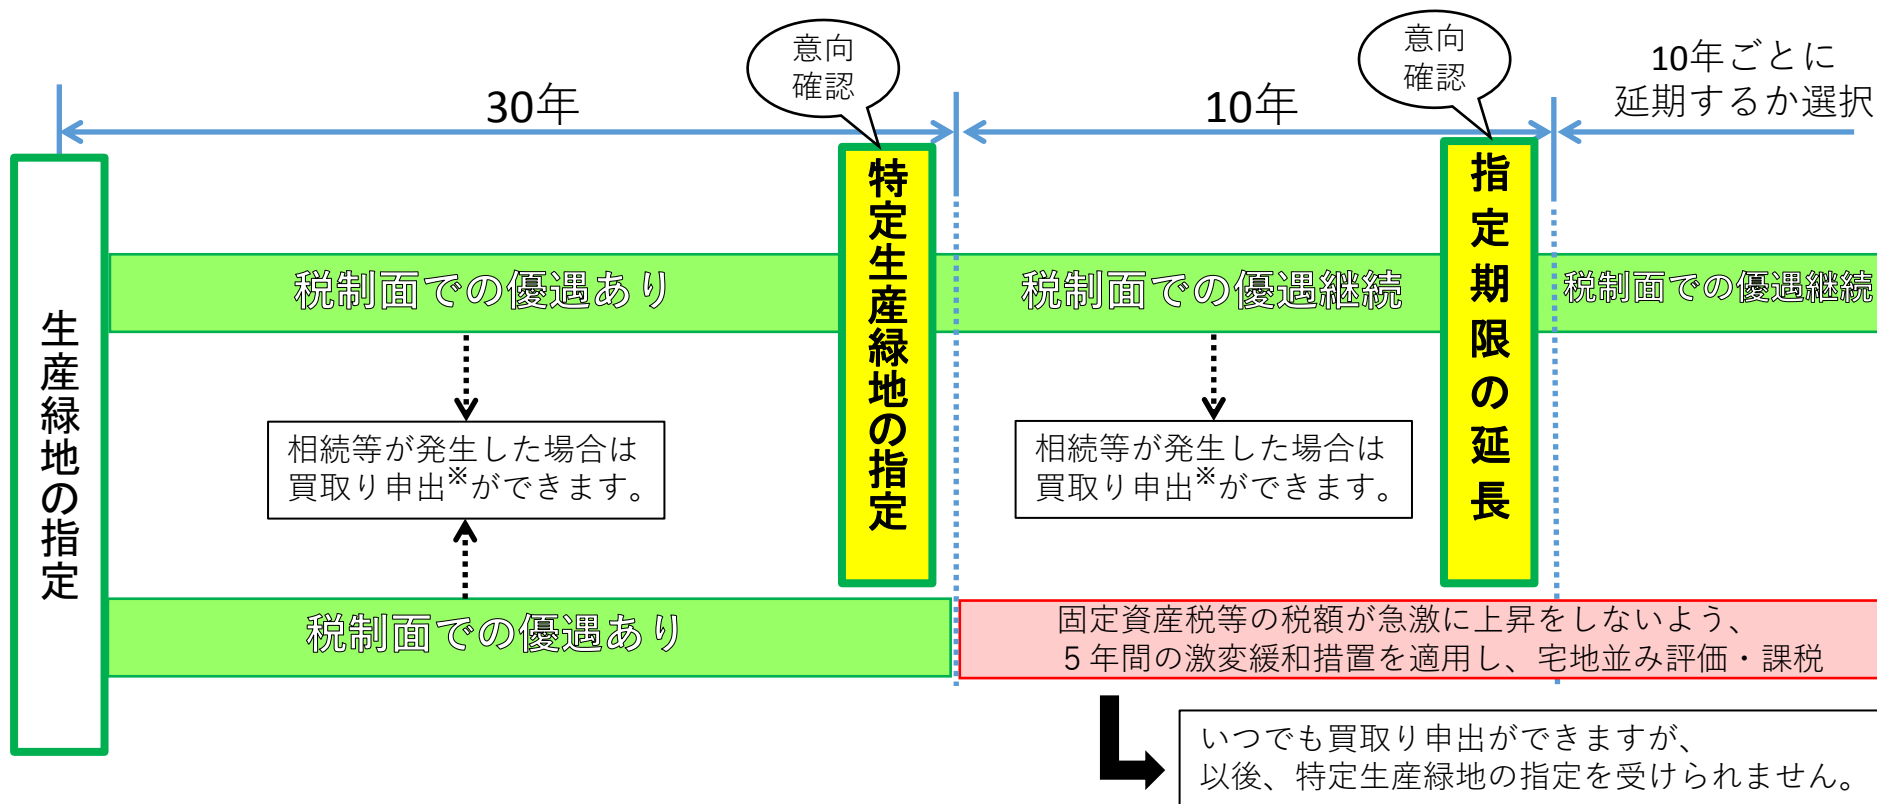 意向
確認
意向
確認
10年ごとに
延期するか選択
30年
10年
生産緑地の指定
特定生産緑地の指定
指定期限の延長
税制面での優遇あり
税制面での優遇継続
税制面での優遇継続
相続等が発生した場合は
買取り申出※ができます。
相続等が発生した場合は
買取り申出※ができます。
税制面での優遇あり
固定資産税等の税額が急激に上昇をしないよう、
5年間の激変緩和措置を適用し、宅地並み評価・課税
いつでも買取り申出ができますが、
以後、特定生産緑地の指定を受けられません。